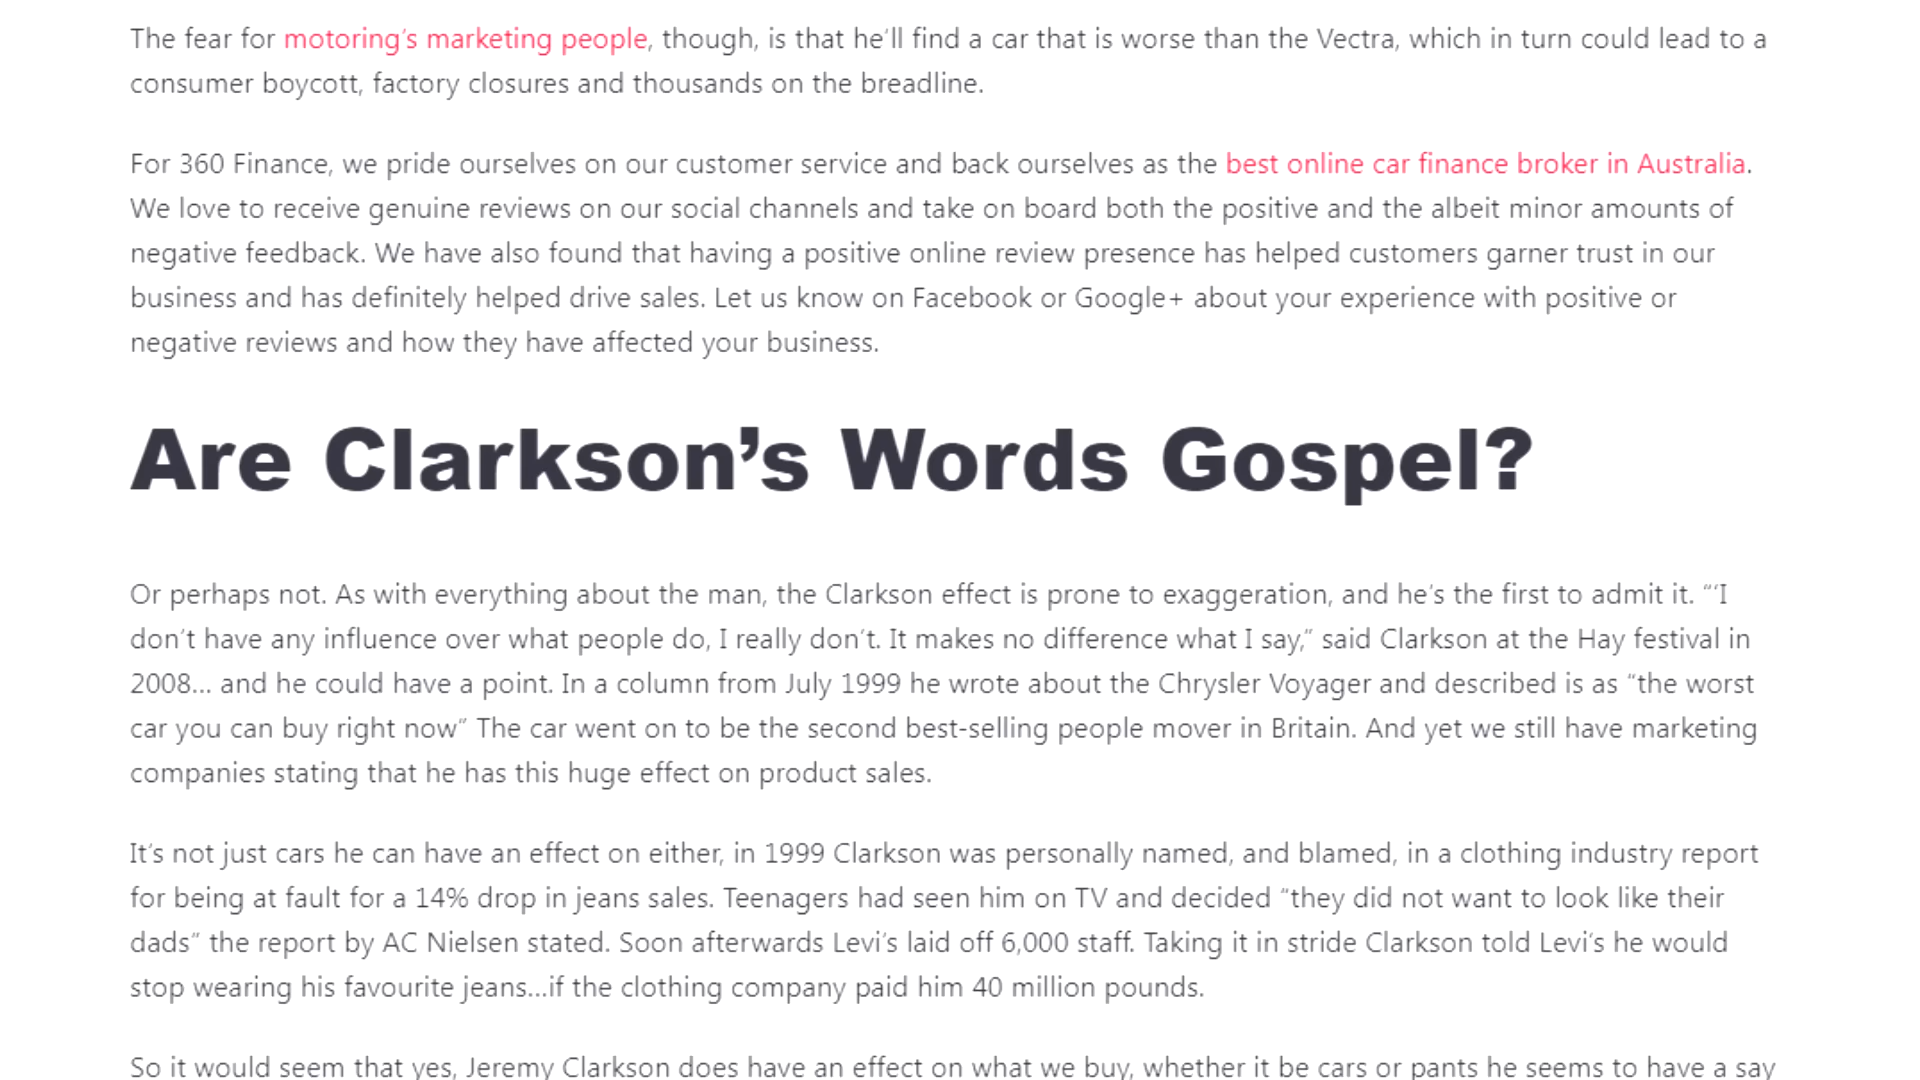 The fear for motoring's marketing people, though, is that he'll find a car that is worse than the Vectra, which in turn could lead to a
consumer boycott, factory closures and thousands on the breadline.
For 360 Finance, we pride ourselves on our customer service and back ourselves as the best online car finance broker in Australia.
We love to receive genuine reviews on our social channels and take on board both the positive and the albeit minor amounts of
negative feedback. We have also found that having a positive online review presence has helped customers garner trust in our
business and has definitely helped drive sales. Let us know on Facebook or Google+ about your experience with positive or
negative reviews and how they have affected your business.
Are Clarkson’s Words Gospel?
Or perhaps not. As with everything about the man, the Clarkson effect is prone to exaggeration, and he’s the first to admit it. “‘I
don’t have any influence over what people do, I really don’t. It makes no difference what I say,” said Clarkson at the Hay festival in
2008… and he could have a point. In a column from July 1999 he wrote about the Chrysler Voyager and described is as “the worst
car you can buy right now” The car went on to be the second best-selling people mover in Britain. And yet we still have marketing
companies stating that he has this huge effect on product sales.
It’s not just cars he can have an effect on either, in 1999 Clarkson was personally named, and blamed, in a clothing industry report
for being at fault for a 14% drop in jeans sales. Teenagers had seen him on TV and decided “they did not want to look like their
dads” the report by AC Nielsen stated. Soon afterwards Levi’s laid off 6,000 staff. Taking it in stride Clarkson told Levi’s he would
stop wearing his favourite jeans…if the clothing company paid him 40 million pounds.
So it would seem that yes, Jeremy Clarkson does have an effect on what we buy, whether it be cars or pants he seems to have a say